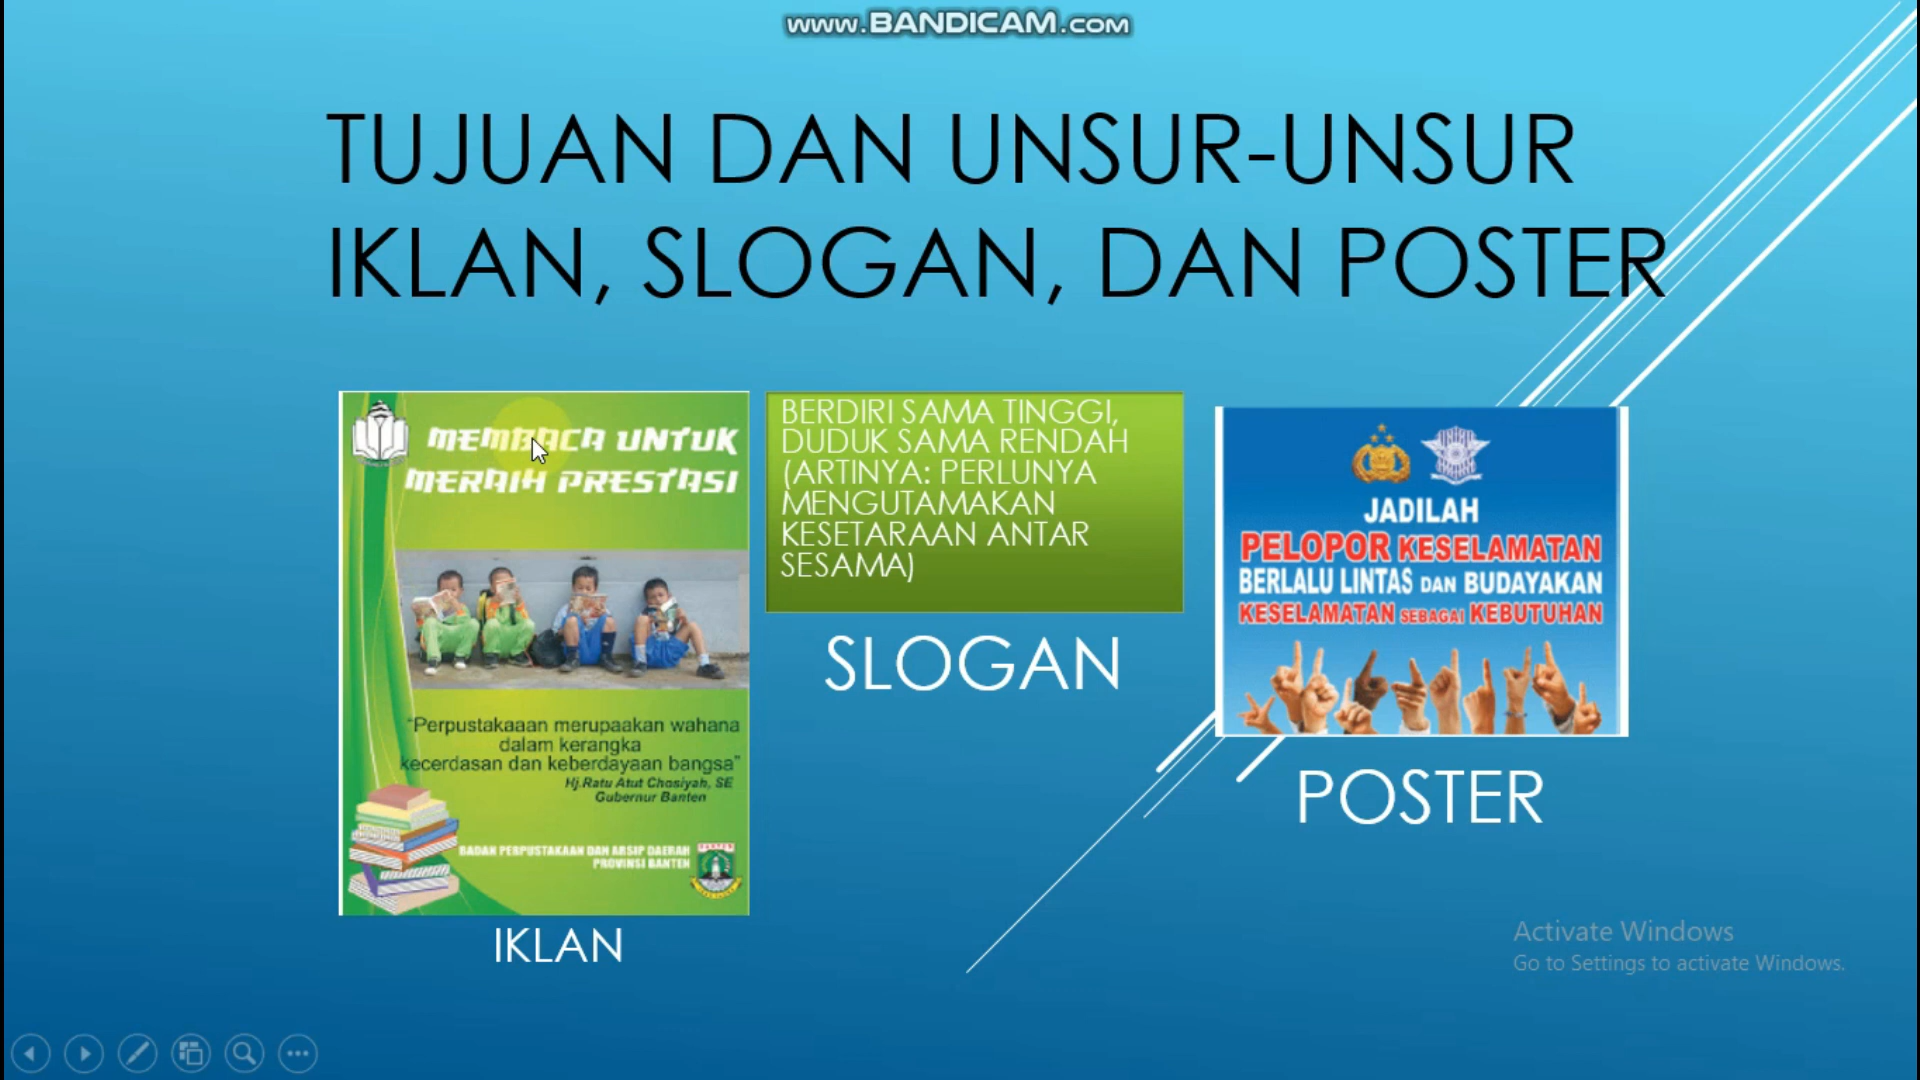 www.BANDICAM.com
TUJUAN DAN UNSUR-UNSUR
IKLAN, SLOGAN, DAN POSTER
MEMBACA UNTUK
MERAIH PRESTASI
"Perpustakaaan merupaakan wahana
dalam kerangka
kecerdasan dan keberdayaan bangsa"
Hj.Ratu Atut Chosiyah, SE
Gubernur Banten
BADAN PERPUSTAKAAN DAN ARSIP DAERAH
PROVINSI BANTEN
IKLAN
BERDIRI SAMA TINGGI,
DUDUK SAMA RENDAH
(ARTINYA: PERLUNYA
MENGUTAMAKAN
KESETARAAN ANTAR
SESAMA)
SLOGAN
JADILAH
PELOPOR KESELAMATAN
BERLALU LINTAS DAN BUDAYAKAN
KESELAMATAN SEBAGAI KEBUTUHAN
POSTER
Activate Windows
Go to Settings to activate Windows.